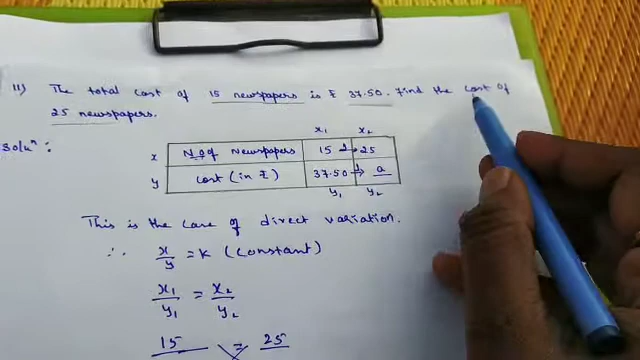 11) The total cost of 15 newspapers is ₹ 37.50. Find the cost of
25 newspapers.
Soluⁿ :
x₁ x₂
x No of Newspapers 15 25
y Cost (in ₹) 37.50 a
y₁ y₂
This is the case of direct variation.
∴ x/y = K (constant)
x₁/y₁ = x₂/y₂
15 = 25